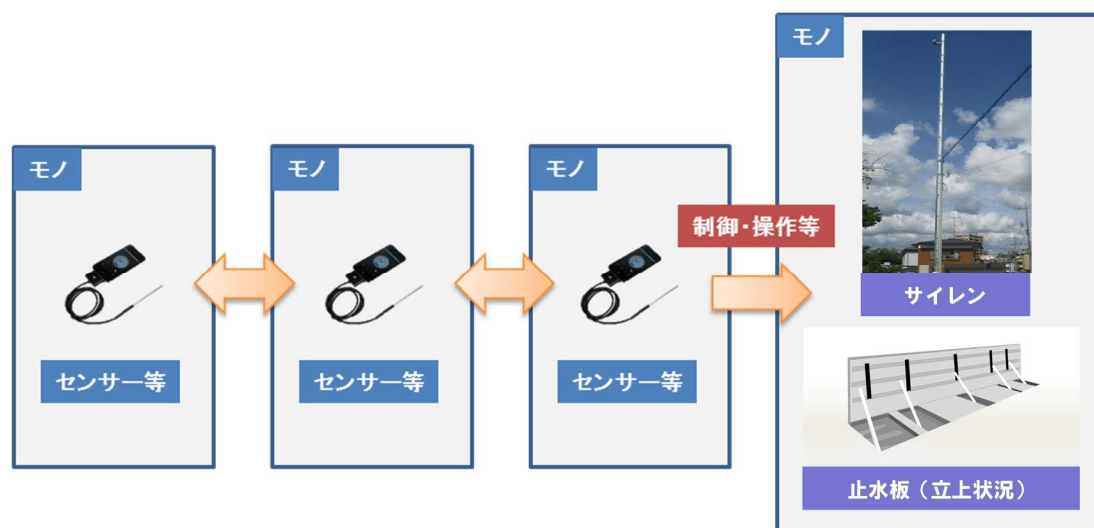 モノ
センサー等
モノ
センサー等
モノ
センサー等
制御・操作等
モノ
サイレン
止水板（立上状況）